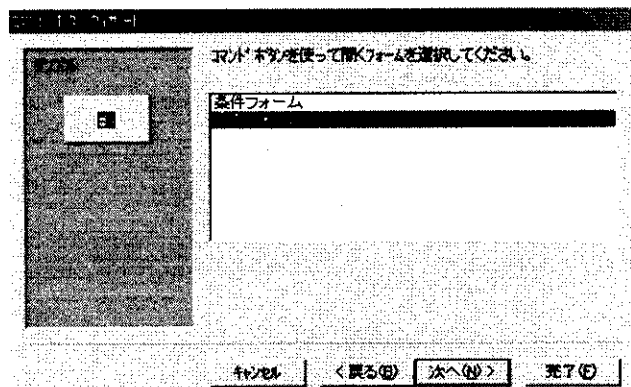 コマンド ボタンを使って開くフォームを選択してください。
条件フォーム
キャンセル
< 戻る(B)
次へ(N) >
完了(F)